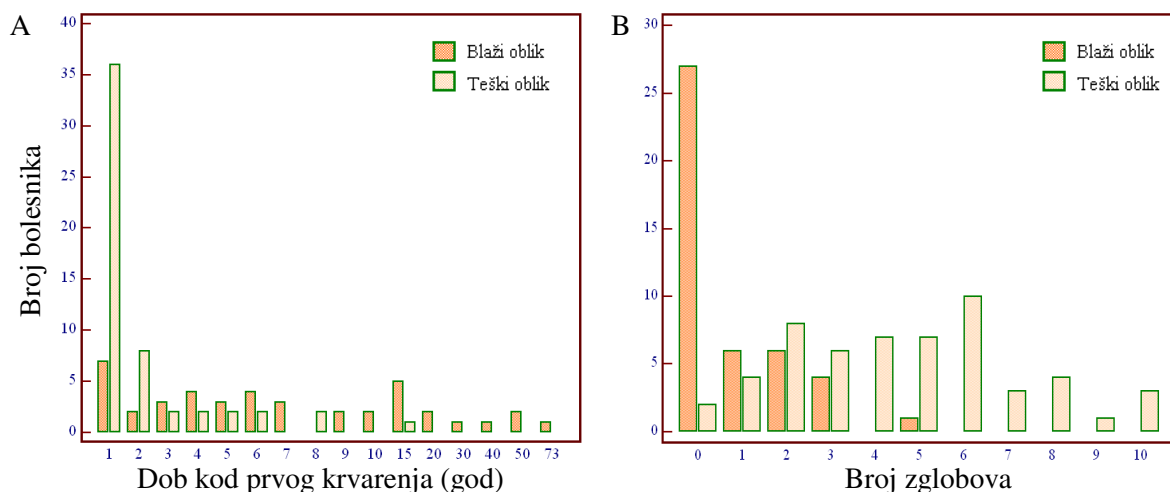 A
Broj bolesnika
40
35
30
25
20
15
10
5
0
Blaži oblik
Teški oblik
1 2 3 4 5 6 7 8 9 10 15 20 30 40 50 73
Dob kod prvog krvarenja (god)
B
30
25
20
15
10
5
0
Blaži oblik
Teški oblik
0 1 2 3 4 5 6 7 8 9 10
Broj zglobova